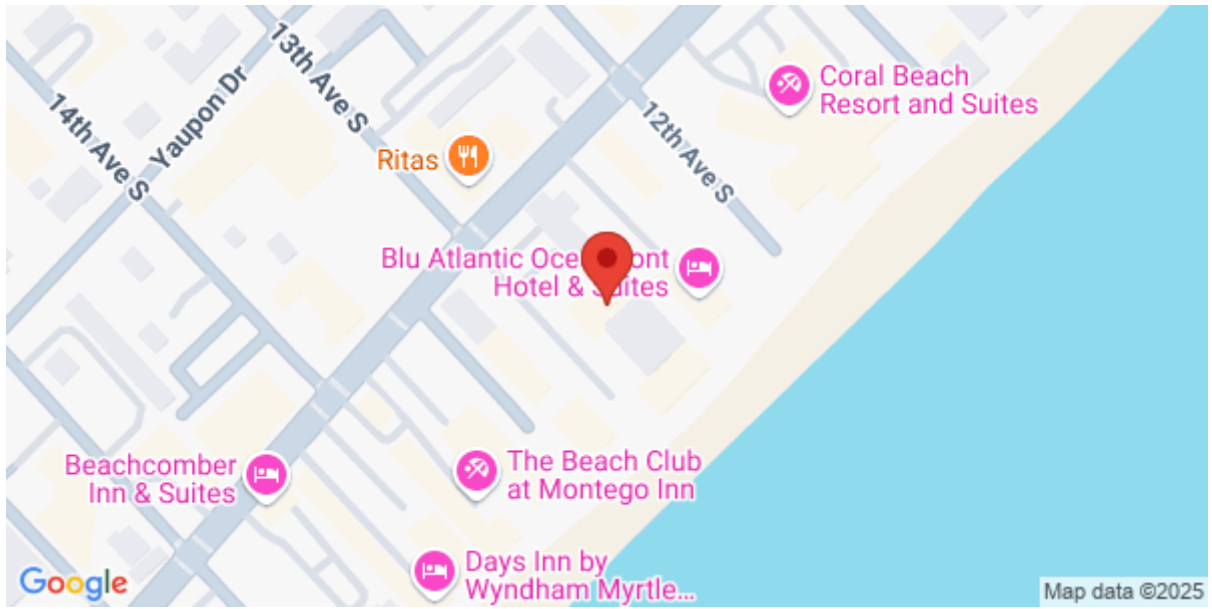 13th Ave S
Yaupon Dr
14th Ave S
Coral Beach
Resort and Suites
Ritas
12th Ave S
Blu Atlantic Oce ont
Hotel & Suites
Beachcomber
Inn & Suites
The Beach Club
at Montego Inn
Days Inn by
Wyndham Myrtle...
Google
Map data ©2025